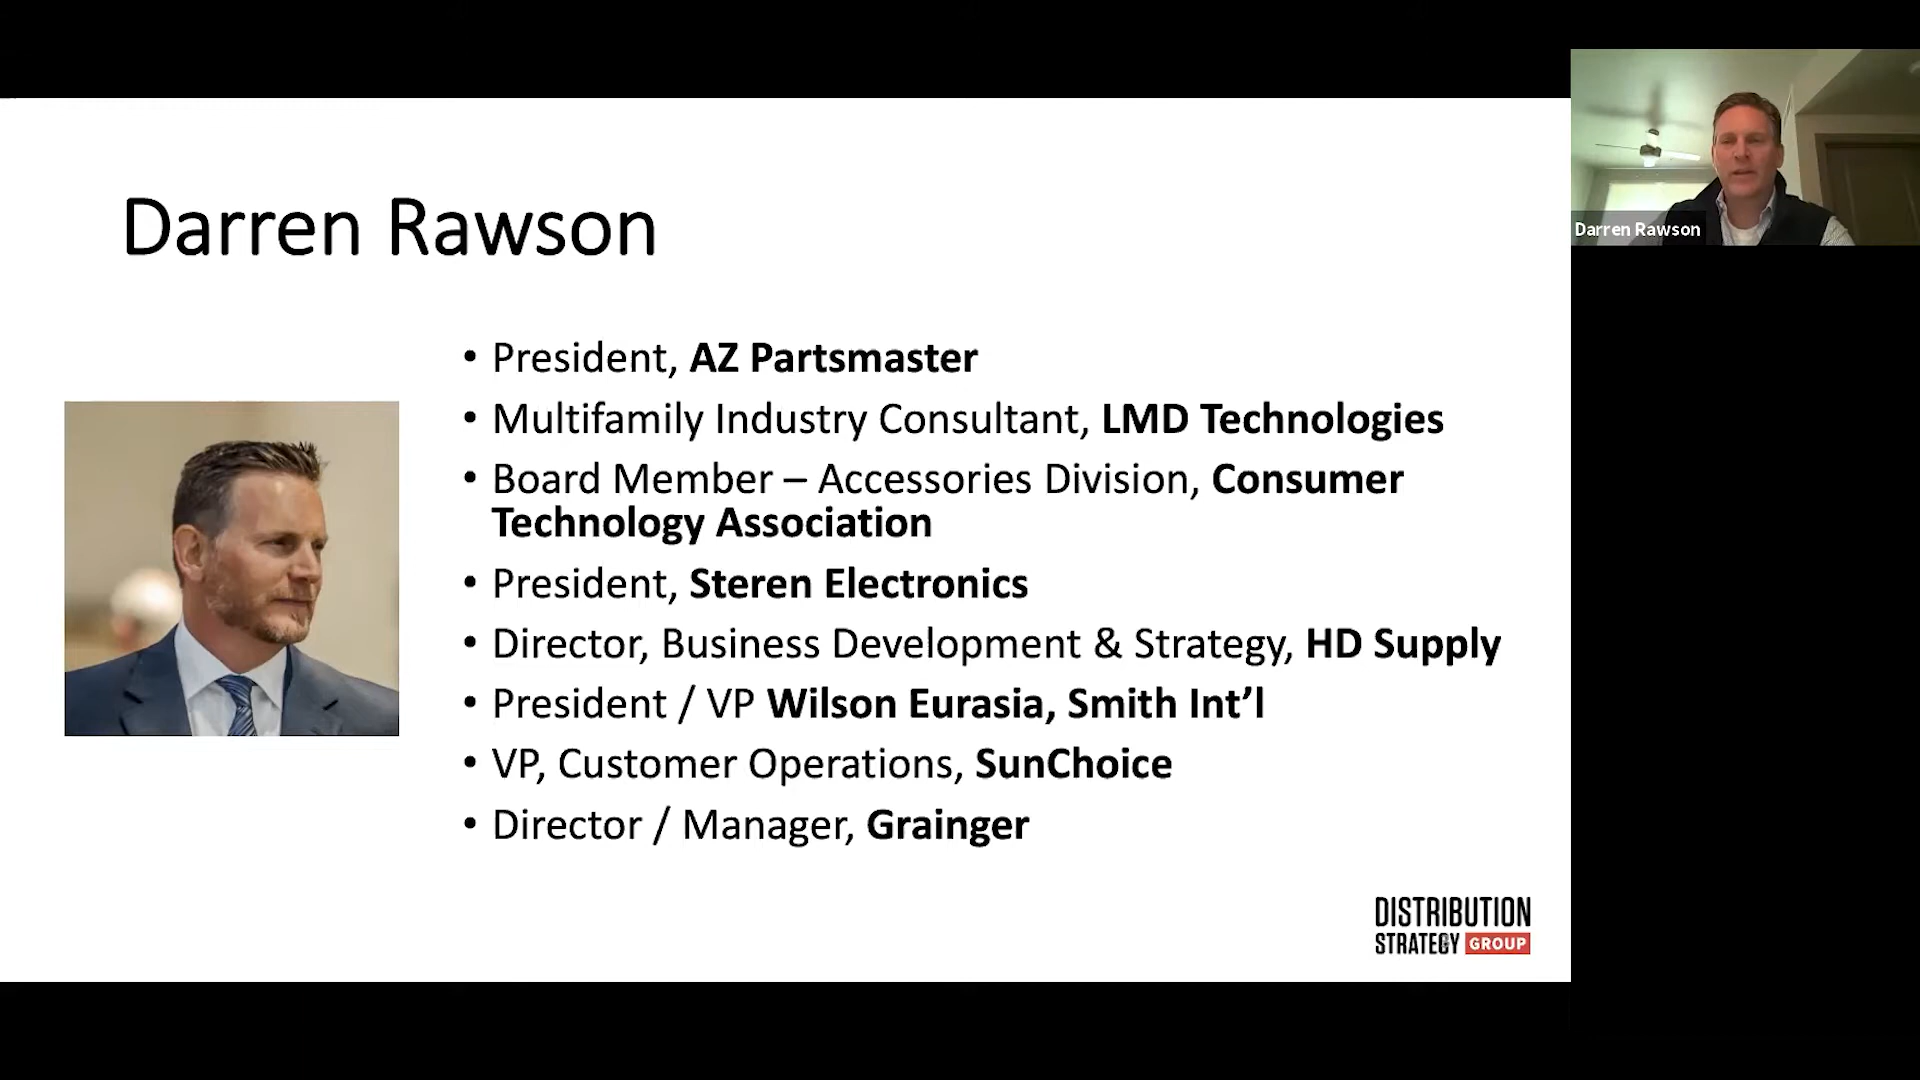 Darren Rawson
Darren Rawson
• President, AZ Partsmaster
• Multifamily Industry Consultant, LMD Technologies
• Board Member – Accessories Division, Consumer
Technology Association
• President, Steren Electronics
• Director, Business Development & Strategy, HD Supply
• President / VP Wilson Eurasia, Smith Int’l
• VP, Customer Operations, SunChoice
• Director / Manager, Grainger
DISTRIBUTION
STRATEGY GROUP